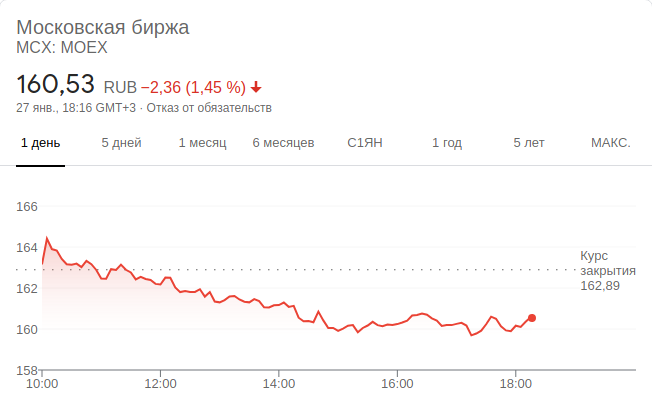 Московская биржа
MCX: MOEX
160,53 RUB −2,36 (1,45 %)
27 янв., 18:16 GMT+3 · Отказ от обязательств
1 день 5 дней 1 месяц 6 месяцев С1ЯН 1 год 5 лет МАКС.
166
164
Курс
закрытия
162,89
162
160
158
10:00 12:00 14:00 16:00 18:00